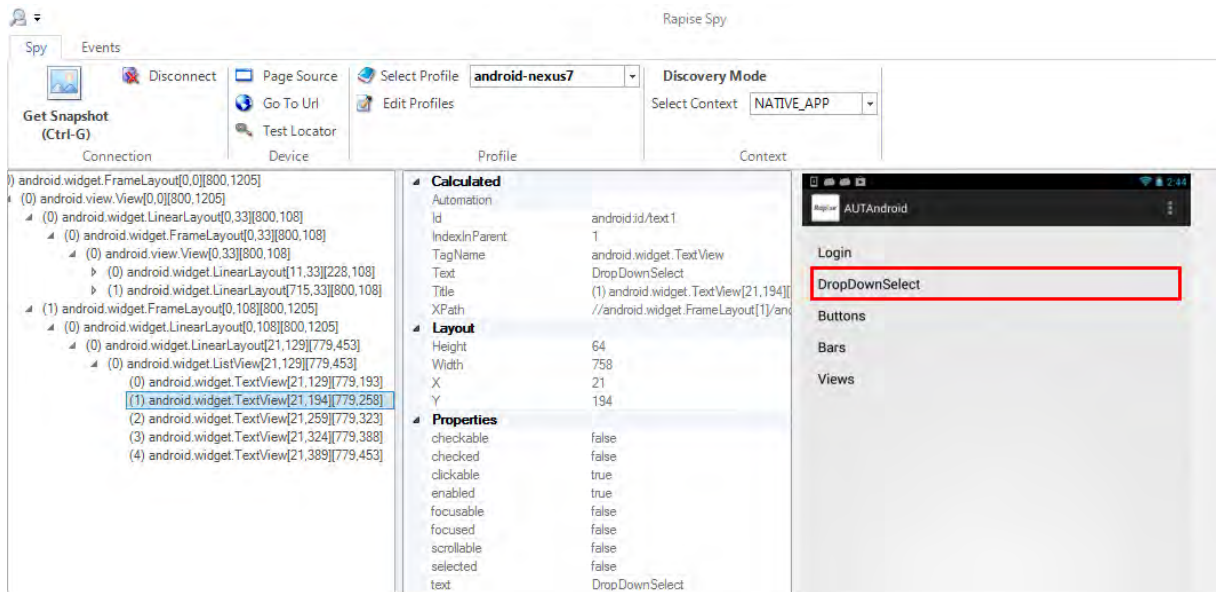 Rapise Spy
Spy Events
Get Snapshot
(Ctrl-G)
Disconnect
Connection
Page Source
Go To Url
Test Locator
Device
Select Profile android-nexus7
Edit Profiles
Profile
Discovery Mode
Select Context NATIVE_APP
Context
) android.widget.FrameLayout[0,0][800,1205]
(0) android.view.View[0,0][800,1205]
(0) android.widget.LinearLayout[0,33][800,108]
(0) android.widget.FrameLayout[0,33][800,108]
(0) android.view.View[0,33][800,108]
(0) android.widget.LinearLayout[11,33][228,108]
(1) android.widget.LinearLayout[715,33][800,108]
(1) android.widget.FrameLayout[0,108][800,1205]
(0) android.widget.LinearLayout[0,108][800,1205]
(0) android.widget.LinearLayout[21,129][779,453]
(0) android.widget.ListView[21,129][779,453]
(0) android.widget.TextView[21,129][779,193]
(1) android.widget.TextView[21,194][779,258]
(2) android.widget.TextView[21,259][779,323]
(3) android.widget.TextView[21,324][779,388]
(4) android.widget.TextView[21,389][779,453]
Calculated
Automation
Id android:id/text1
IndexInParent 1
TagName android.widget.TextView
Text DropDownSelect
Title (1) android.widget.TextView[21,194][
XPath //android.widget.FrameLayout[1]/an
Layout
Height 64
Width 758
X 21
Y 194
Properties
checkable false
checked false
clickable true
enabled true
focusable false
focused false
scrollable false
selected false
text DropDownSelect
2:44
Rapise AUTAndroid
Login
DropDownSelect
Buttons
Bars
Views